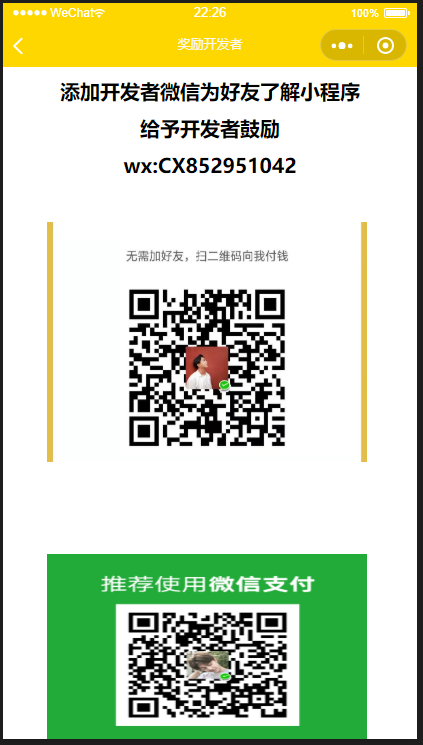 WeChat
22:26
100%
奖励开发者
添加开发者微信为好友了解小程序
给予开发者鼓励
wx:CX852951042
无需加好友，扫二维码向我付钱
推荐使用微信支付